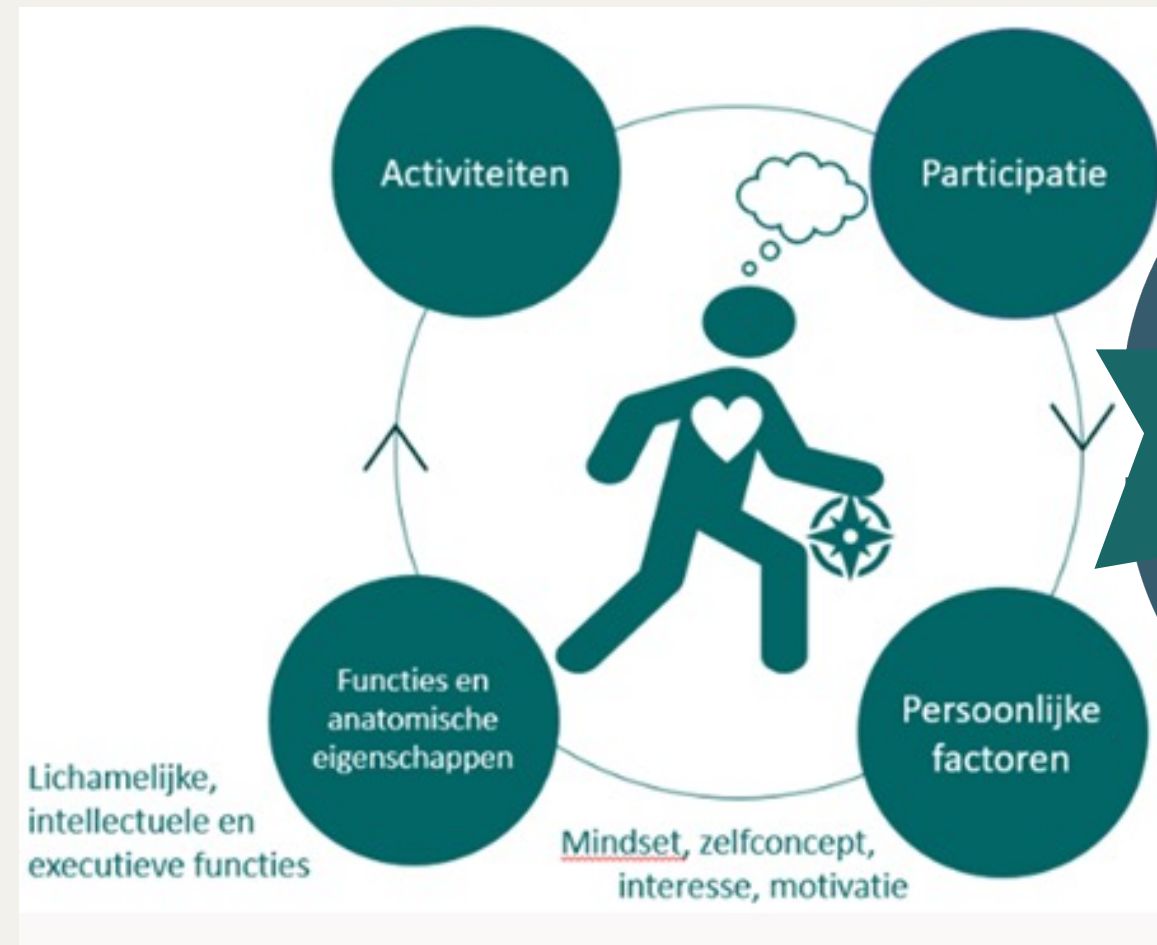 Activiteiten
Participatie
Functies en
anatomische
eigenschappen
Persoonlijke
factoren
Lichamelijke,
intellectuele en
executieve functies
Mindset, zelfconcept,
interesse, motivatie